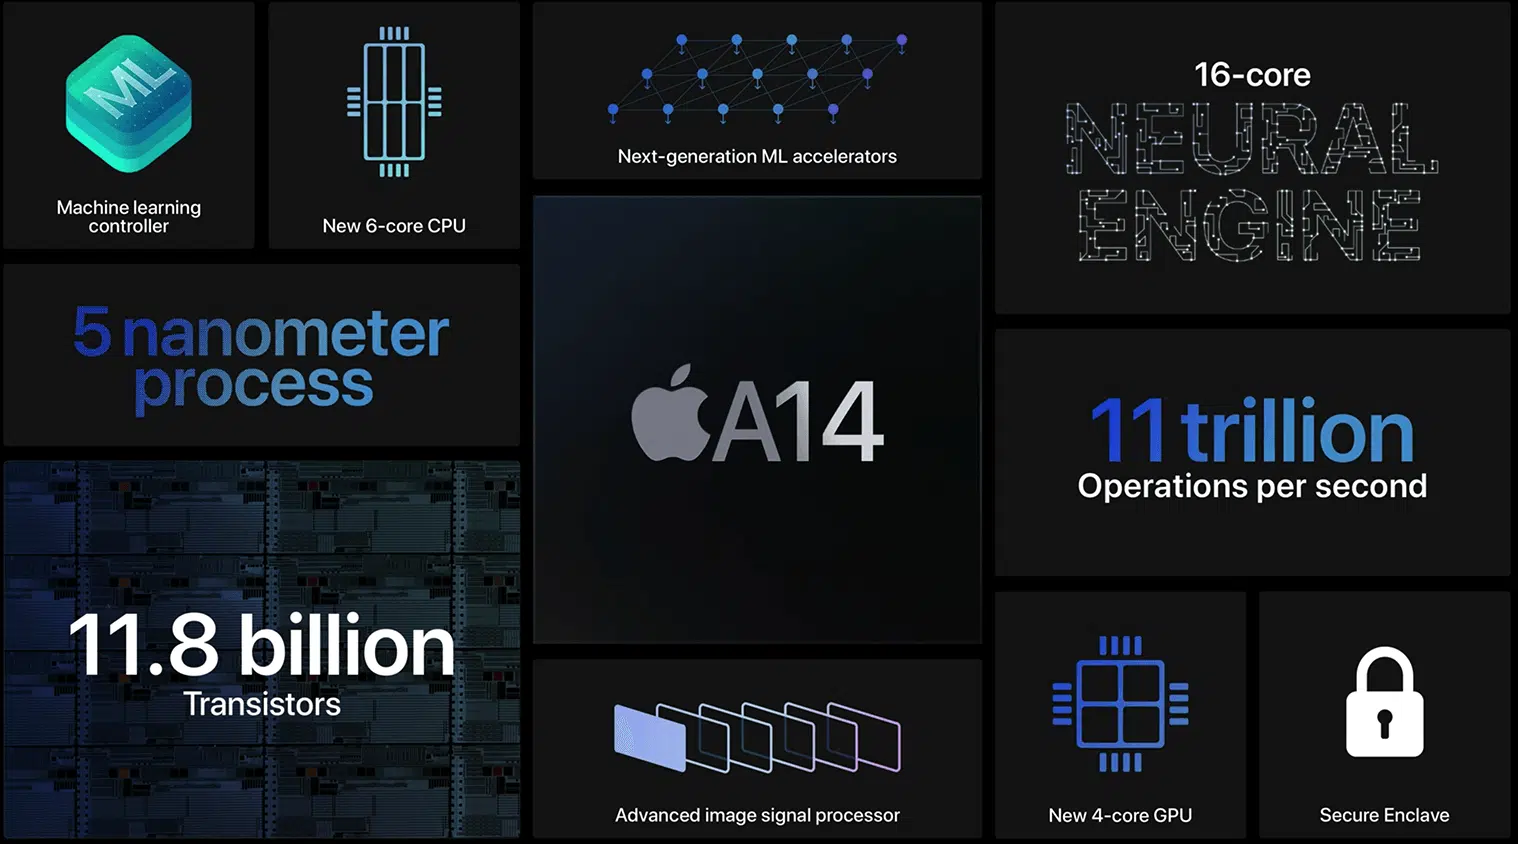 ML
Machine learning
controller
New 6-core CPU
Next-generation ML accelerators
16-core
NEURAL
ENGINE
5 nanometer
process
A14
11 trillion
Operations per second
11.8 billion
Transistors
Advanced image signal processor
New 4-core GPU
Secure Enclave